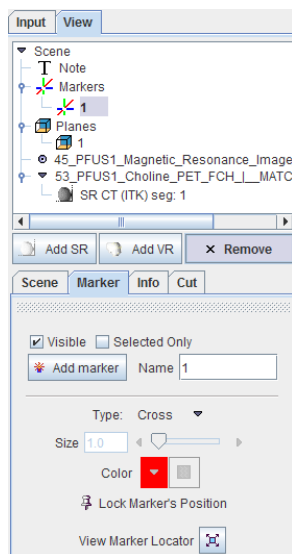 Input View
Scene
Note
Markers
1
Planes
1
45_PFUS1_Magnetic_Resonance_Image
53_PFUS1_Choline_PET_FCH_|__MATC
SR CT (ITK) seg: 1
Add SR Add VR × Remove
Scene Marker Info Cut
Visible Selected Only
Add marker Name 1
Type: Cross
Size 1.0
Color
Lock Marker's Position
View Marker Locator